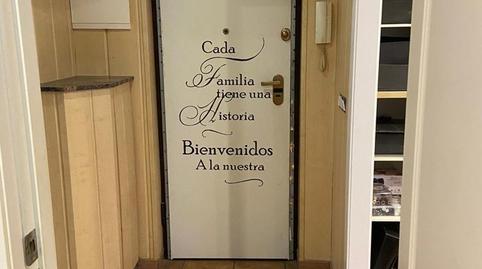 Cada
Familia
tiene una
Historia
Bienvenidos
A la nuestra